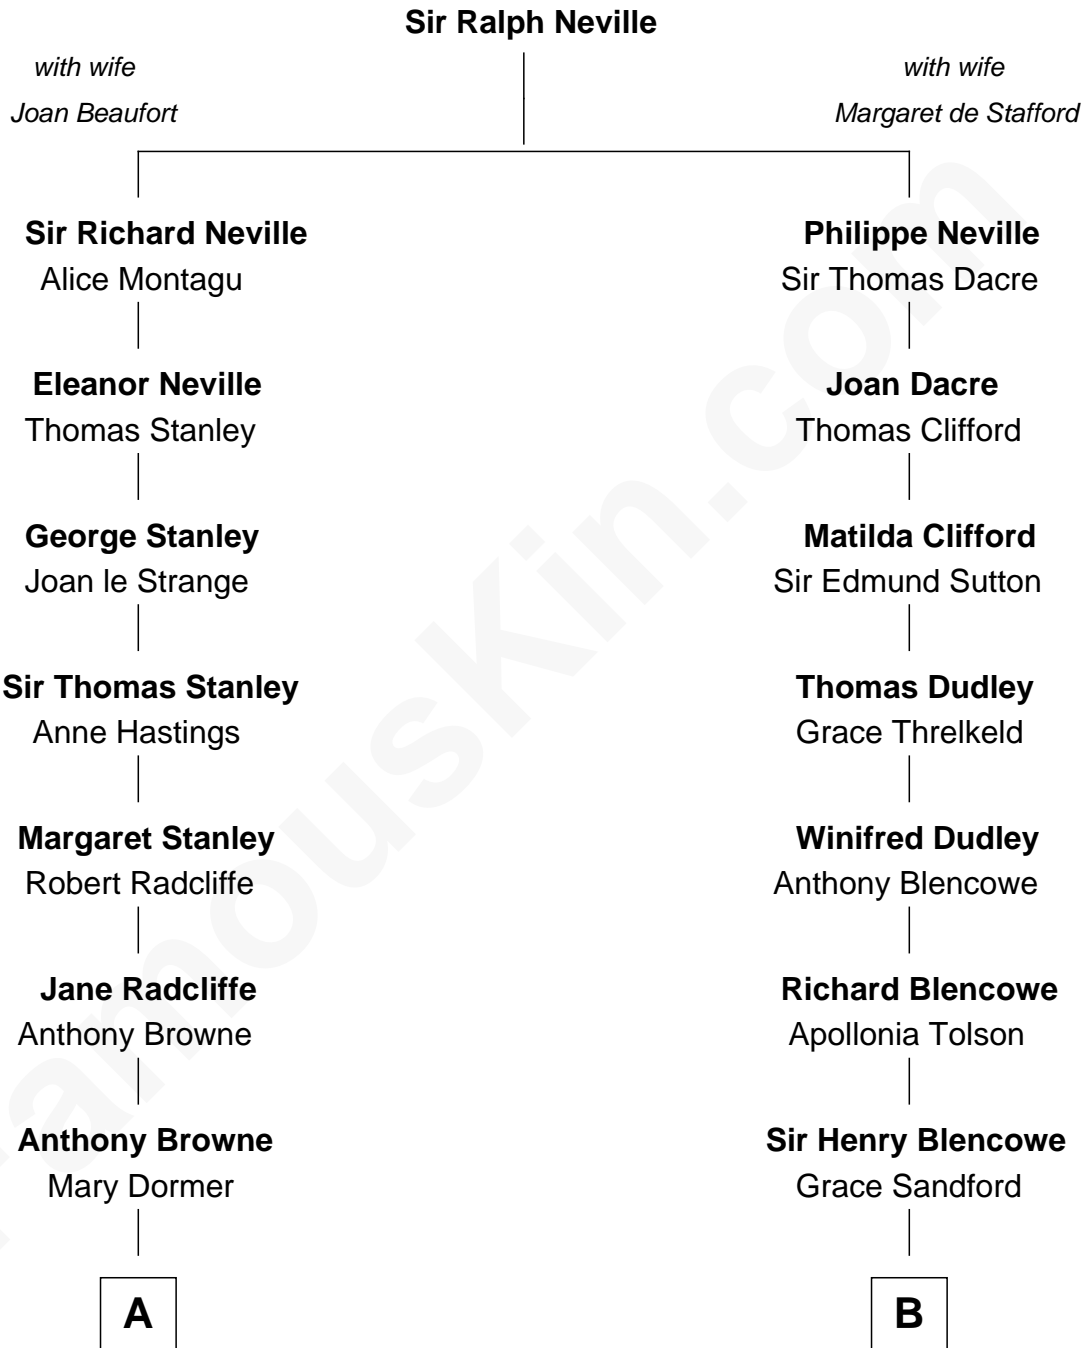 Sir Ralph Neville
with wife
Joan Beaufort
with wife
Margaret de Stafford
Sir Richard Neville
Alice Montagu
Philippe Neville
Sir Thomas Dacre
Eleanor Neville
Thomas Stanley
Joan Dacre
Thomas Clifford
George Stanley
Joan le Strange
Matilda Clifford
Sir Edmund Sutton
Sir Thomas Stanley
Anne Hastings
Thomas Dudley
Grace Threlkeld
Margaret Stanley
Robert Radcliffe
Winifred Dudley
Anthony Blencowe
Jane Radcliffe
Anthony Browne
Richard Blencowe
Apollonia Tolson
Anthony Browne
Mary Dormer
Sir Henry Blencowe
Grace Sandford
A
B
FamousKin.com